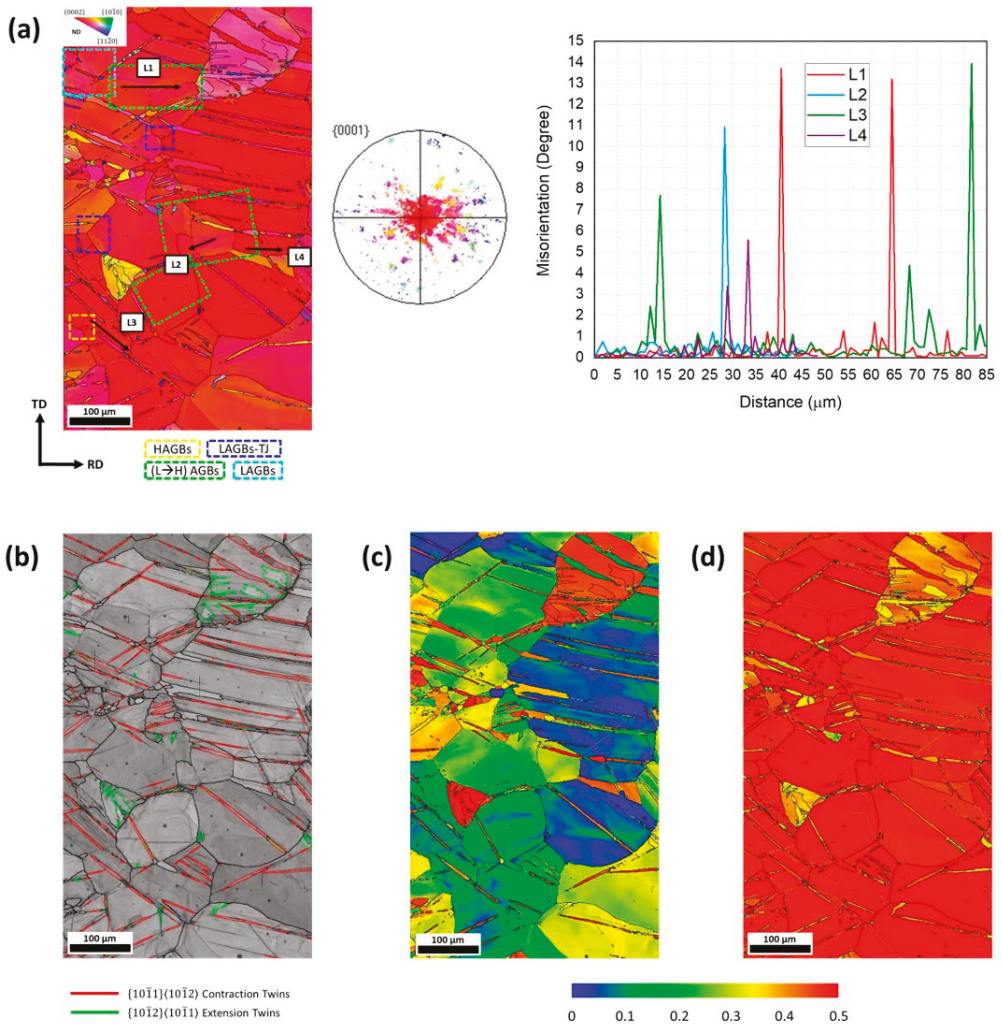 (a)
(0002) (101̄0)
ND
(112̄0)
L1
L2
L4
L3
100 µm
TD
RD
HAGBs LAGBs-TJ
(L→H) AGBs LAGBs
{0001}
Misorientation (Degree)
15
14
13
12
11
10
9
8
7
6
5
4
3
2
1
0
L1
L2
L3
L4
0 5 10 15 20 25 30 35 40 45 50 55 60 65 70 75 80 85
Distance (µm)
(b)
100 µm
{101̄1}⟨101̄2⟩ Contraction Twins
{101̄2}⟨101̄1⟩ Extension Twins
(c)
100 µm
(d)
100 µm
0 0.1 0.2 0.3 0.4 0.5